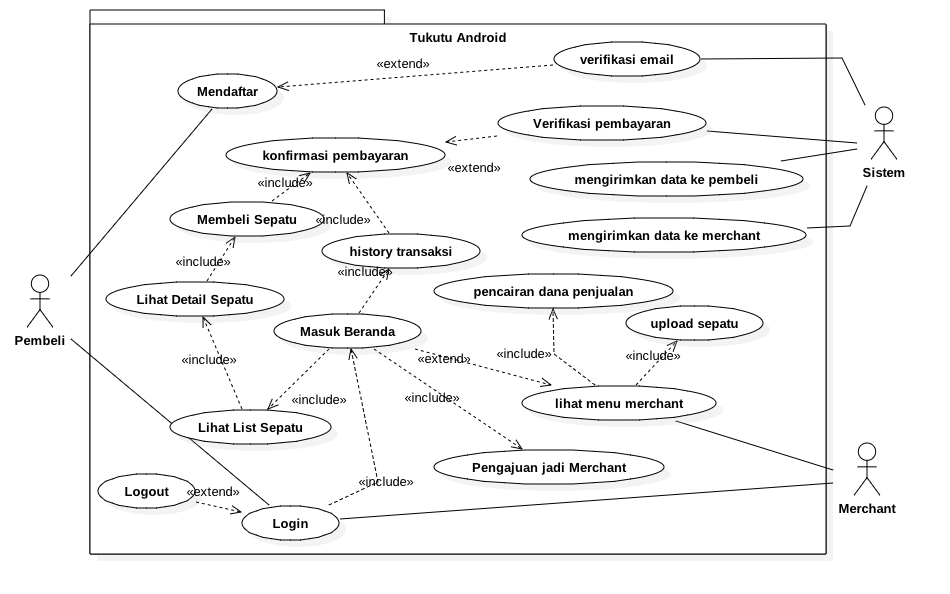 Tukutu Android
verifikasi email
«extend»
Mendaftar
Verifikasi pembayaran
konfirmasi pembayaran
«extend»
Sistem
mengirimkan data ke pembeli
«include»
Membeli Sepatu
«include»
mengirimkan data ke merchant
history transaksi
«include»
«include»
pencairan dana penjualan
Lihat Detail Sepatu
upload sepatu
Masuk Beranda
Pembeli
«include»
«extend»
«include»
«include»
«include»
«include»
lihat menu merchant
Lihat List Sepatu
Pengajuan jadi Merchant
«include»
Logout
«extend»
Merchant
Login